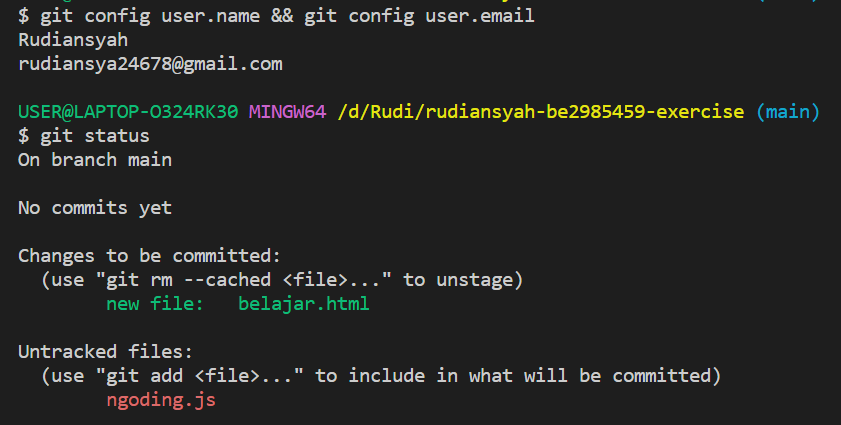 $ git config user.name && git config user.email
Rudiansyah
rudiansya24678@gmail.com
USER@LAPTOP-O324RK30 MINGW64 /d/Rudi/rudiansyah-be2985459-exercise (main)
$ git status
On branch main
No commits yet
Changes to be committed:
(use "git rm --cached <file>..." to unstage)
new file: belajar.html
Untracked files:
(use "git add <file>..." to include in what will be committed)
ngoding.js